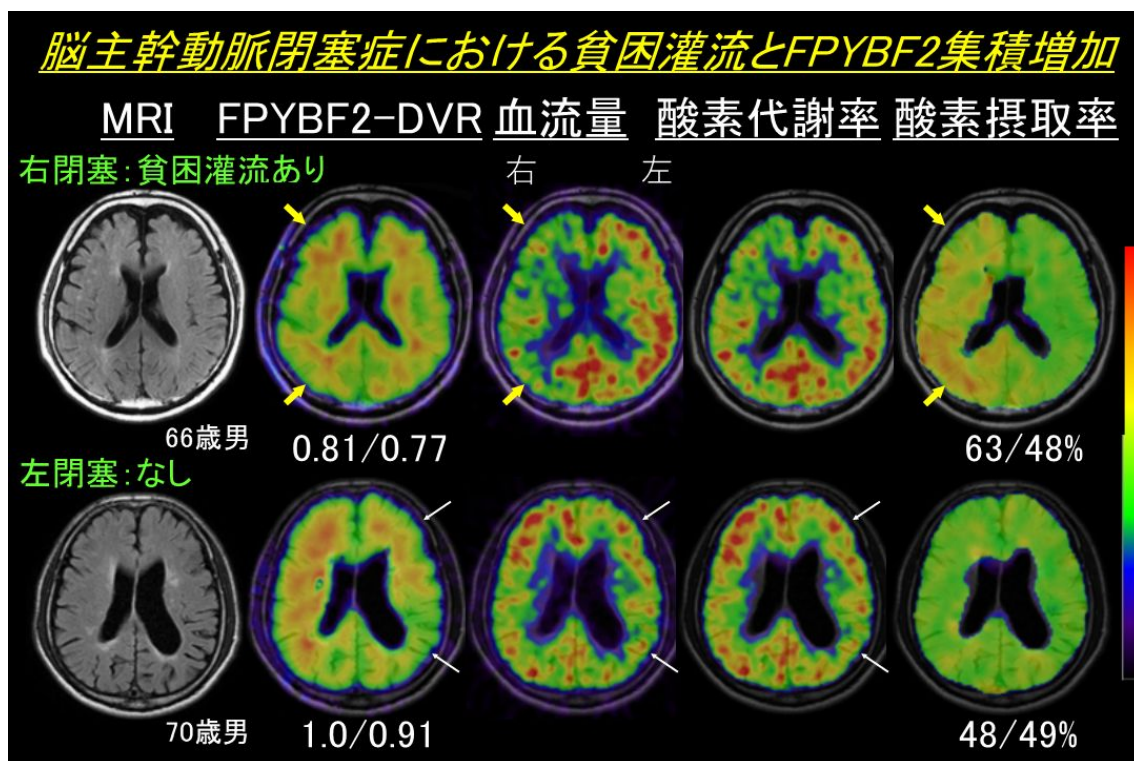 脳主幹動脈閉塞症における貧困灌流とFPYBF2集積増加
MRI FPYBF2-DVR 血流量 酸素代謝率 酸素摂取率
右閉塞:貧困灌流あり 右 左
66歳男 0.81/0.77 63/48%
左閉塞:なし
70歳男 1.0/0.91 48/49%